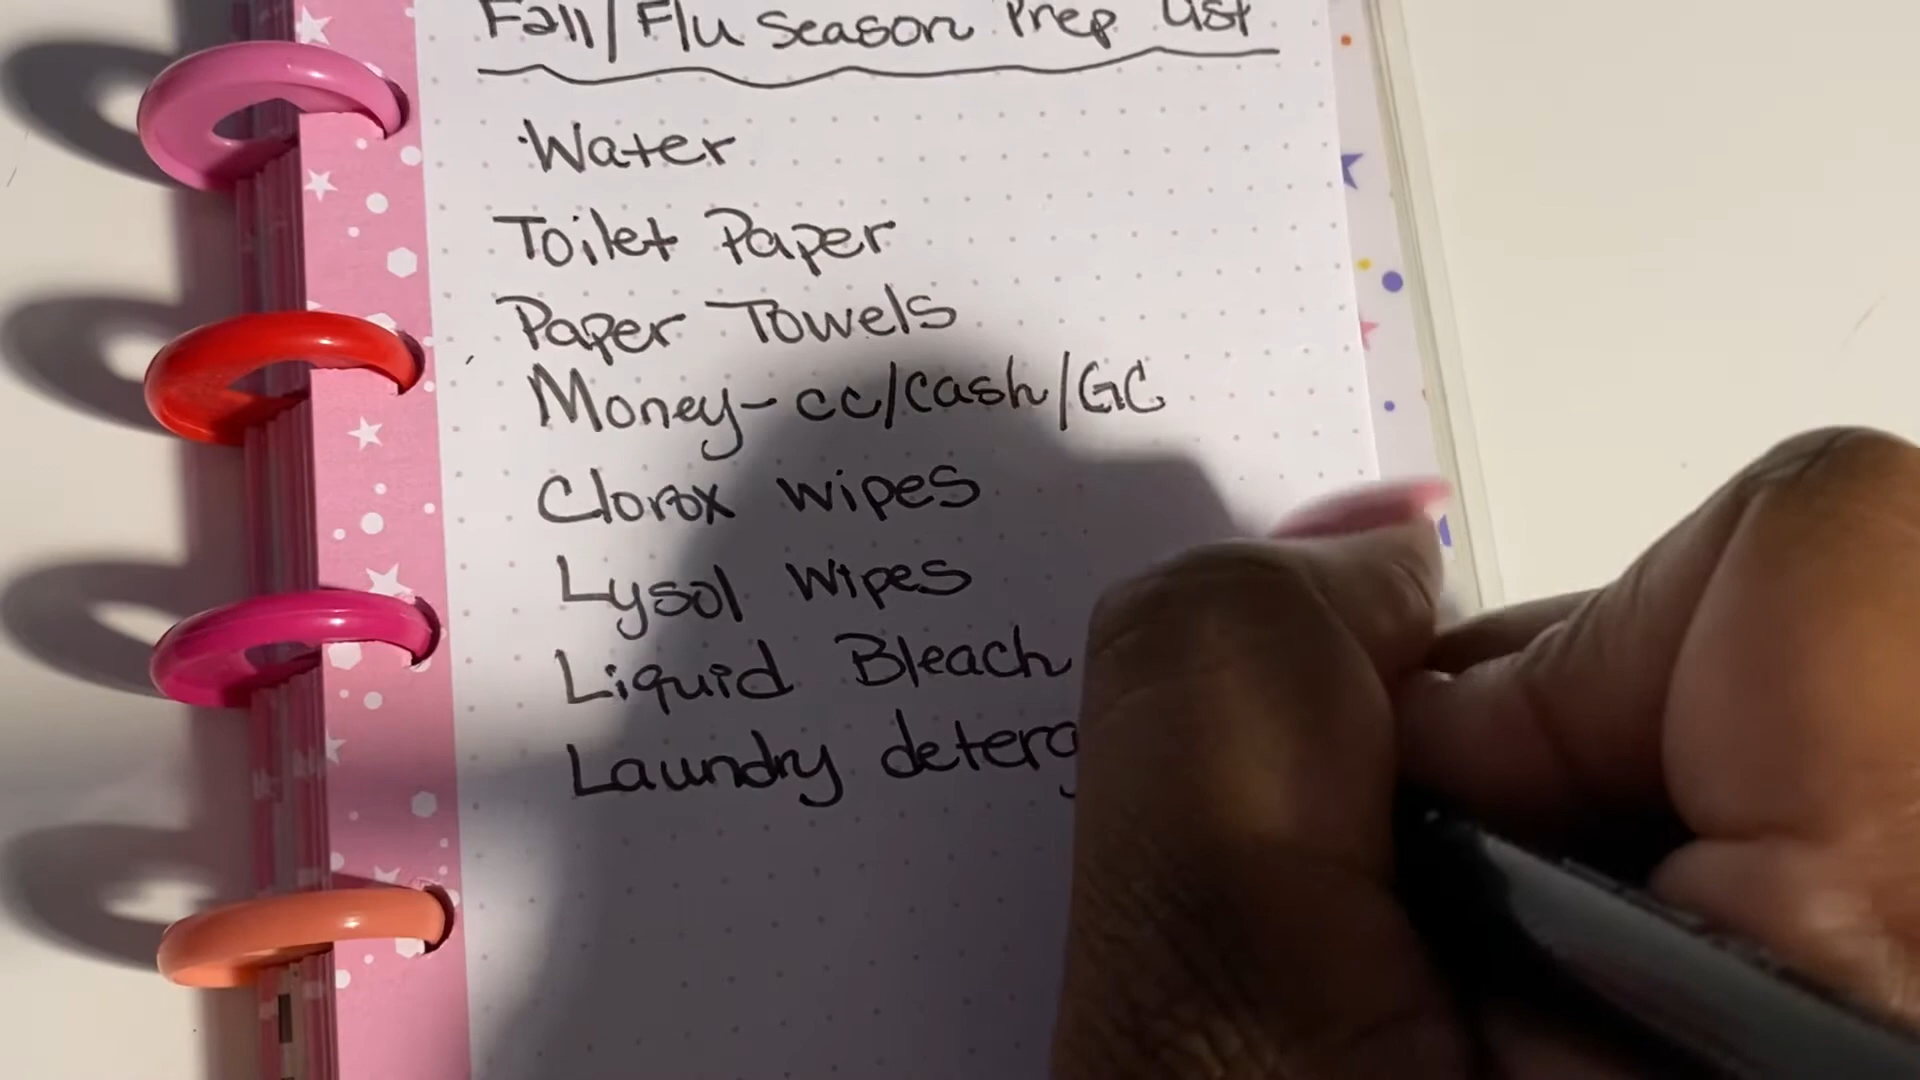 Fall/Flu Season Prep List
Water
Toilet Paper
Paper Towels
Money-cc/cash/GC
Clorox wipes
Lysol wipes
Liquid Bleach
Laundry